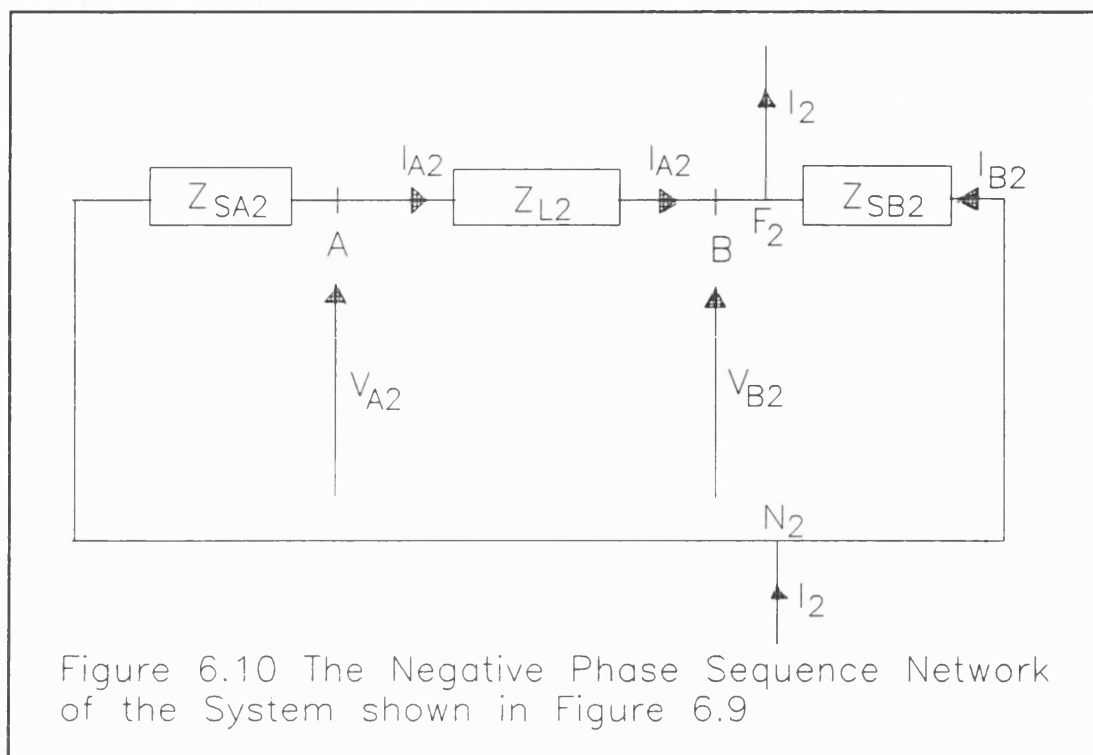 I2
IA2 IA2 IB2
ZSA2 ZL2 ZSB2
F2
A B
VA2 VB2
N2
I2
Figure 6.10 The Negative Phase Sequence Network
of the System shown in Figure 6.9